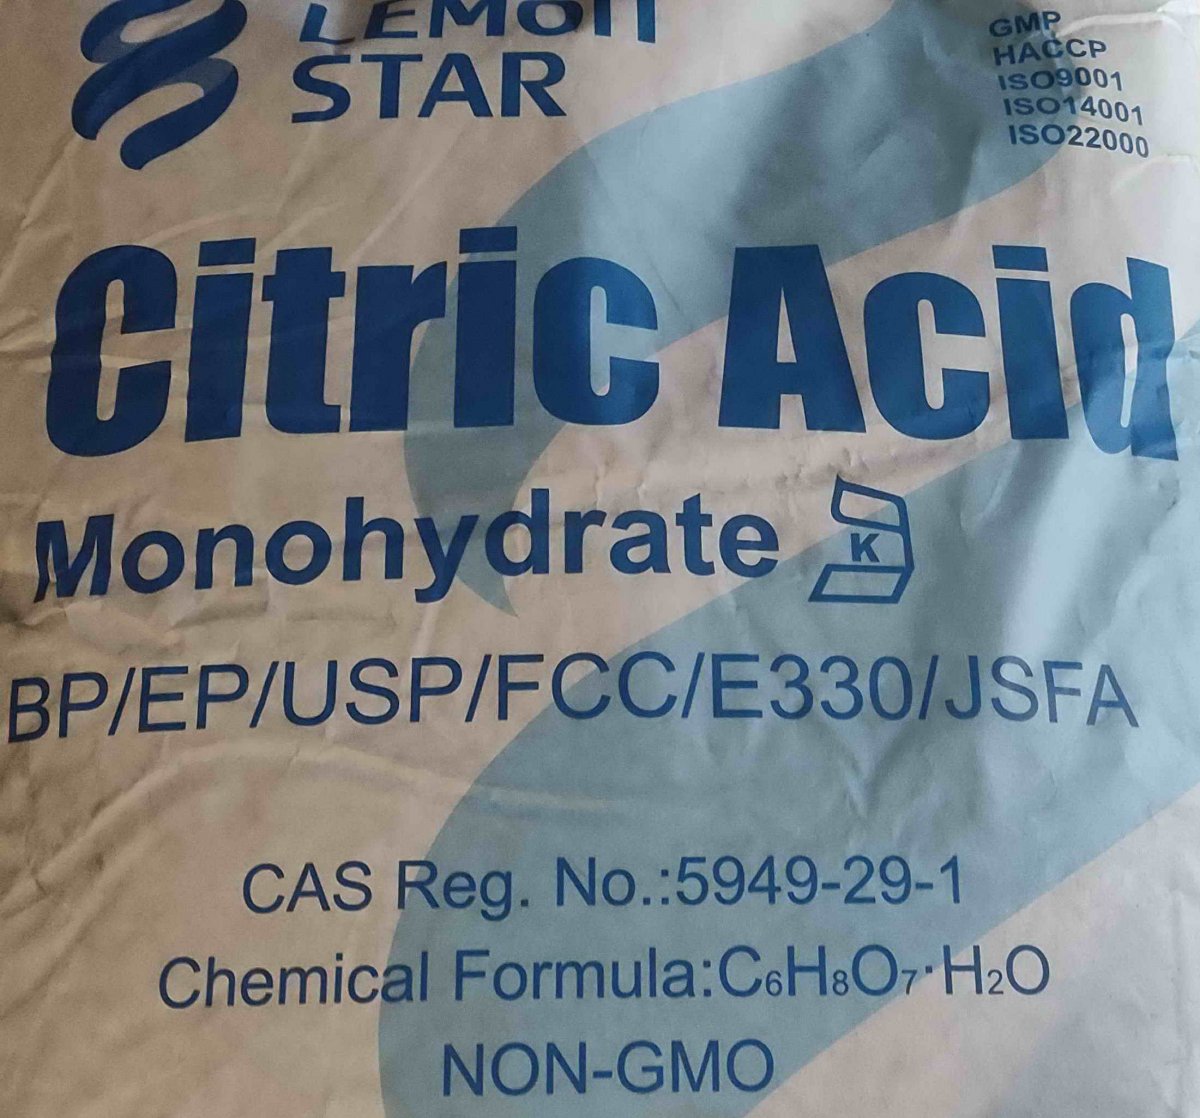 LEMON
STAR
GMP
HACCP
ISO9001
ISO14001
ISO22000
Citric Acid
Monohydrate K
BP/EP/USP/FCC/E330/JSFA
CAS Reg. No.:5949-29-1
Chemical Formula:C₆H₈O₇·H₂O
NON-GMO